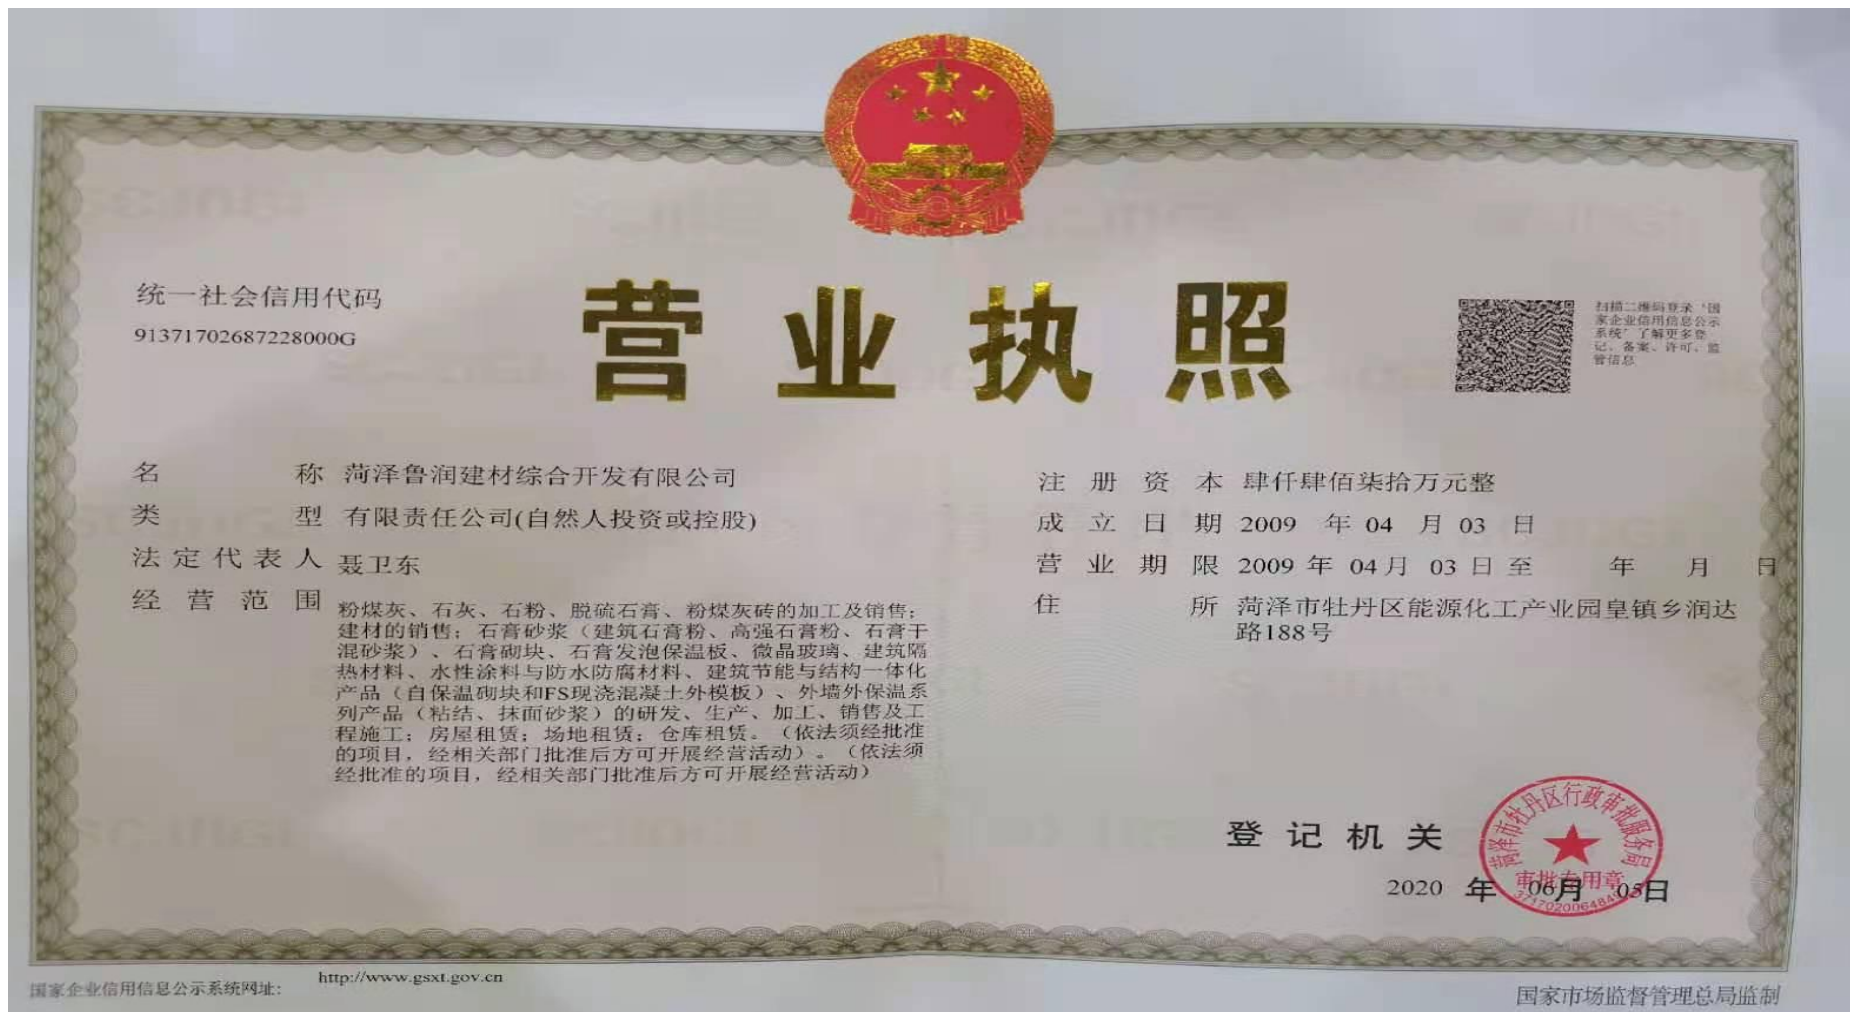 统一社会信用代码
91371702687228000G
营业执照
扫描二维码登录‘国
家企业信用信息公示
系统’了解更多登
记、备案、许可、监
管信息
名称 菏泽鲁润建材综合开发有限公司
类型 有限责任公司(自然人投资或控股)
法定代表人 聂卫东
经营范围 粉煤灰、石灰、石粉、脱硫石膏、粉煤灰砖的加工及销售；
建材的销售；石膏砂浆（建筑石膏粉、高强石膏粉、石膏干
混砂浆）、石膏砌块、石膏发泡保温板、微晶玻璃、建筑隔
热材料、水性涂料与防水防腐材料、建筑节能与结构一体化
产品（自保温砌块和FS现浇混凝土外模板）、外墙外保温系
列产品（粘结、抹面砂浆）的研发、生产、加工、销售及工
程施工；房屋租赁；场地租赁；仓库租赁。（依法须经批准
的项目，经相关部门批准后方可开展经营活动）。（依法须
经批准的项目，经相关部门批准后方可开展经营活动）
注册资本 肆仟肆佰柒拾万元整
成立日期 2009 年 04 月 03 日
营业期限 2009 年 04 月 03 日 至 年 月 日
住所 菏泽市牡丹区能源化工产业园皇镇乡润达
路188号
登记机关
菏泽市牡丹区行政审批服务局
审批专用章
2020 年 06 月 05 日
国家企业信用信息公示系统网址： http://www.gsxt.gov.cn
国家市场监督管理总局监制